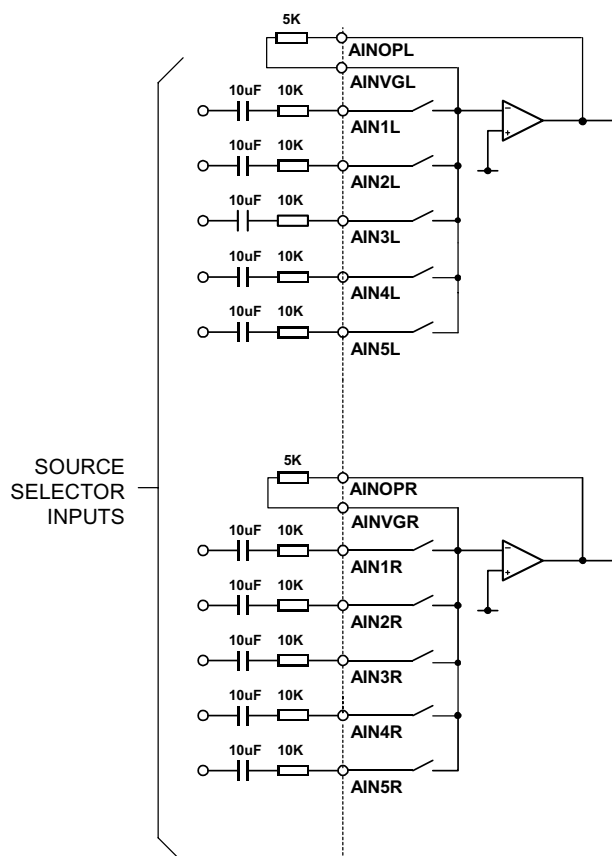 5K
AINOPL
AINVGL
10uF 10K
AIN1L
10uF 10K
AIN2L
10uF 10K
AIN3L
10uF 10K
AIN4L
10uF 10K
AIN5L
SOURCE
SELECTOR
INPUTS
5K
AINOPR
AINVGR
10uF 10K
AIN1R
10uF 10K
AIN2R
10uF 10K
AIN3R
10uF 10K
AIN4R
10uF 10K
AIN5R